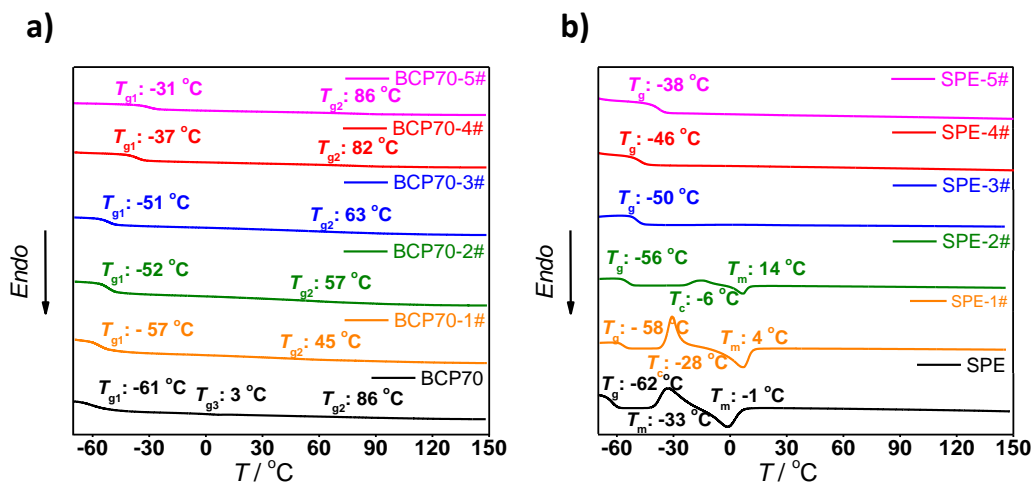 a)
BCP70-5#
Tg1: -31 °C
Tg2: 86 °C
BCP70-4#
Tg1: -37 °C
Tg2: 82 °C
BCP70-3#
Tg1: -51 °C
Tg2: 63 °C
BCP70-2#
Tg1: -52 °C
Tg2: 57 °C
BCP70-1#
Tg1: - 57 °C
Tg2: 45 °C
BCP70
Tg1: -61 °C
Tg3: 3 °C
Tg2: 86 °C
Endo
-60 -30 0 30 60 90 120 150
T / °C
b)
SPE-5#
Tg: -38 °C
SPE-4#
Tg: -46 °C
SPE-3#
Tg: -50 °C
SPE-2#
Tg: -56 °C
Tm: 14 °C
Tc: -6 °C
SPE-1#
Tg: - 58 °C
Tm: 4 °C
Tc: -28 °C
SPE
Tg: -62 °C
Tm: -1 °C
Tm: -33 °C
Endo
-60 -30 0 30 60 90 120 150
T / °C